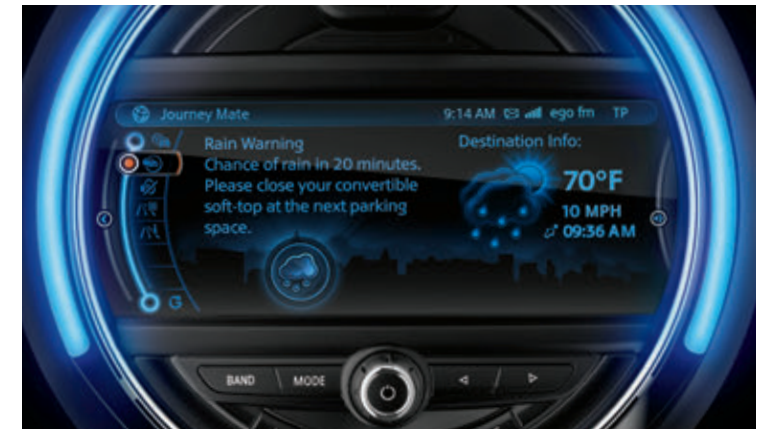 Journey Mate
9:14 AM
ego fm
TP
Rain Warning
Chance of rain in 20 minutes.
Please close your convertible
soft-top at the next parking
space.
Destination Info:
70°F
10 MPH
09:36 AM
BAND
MODE